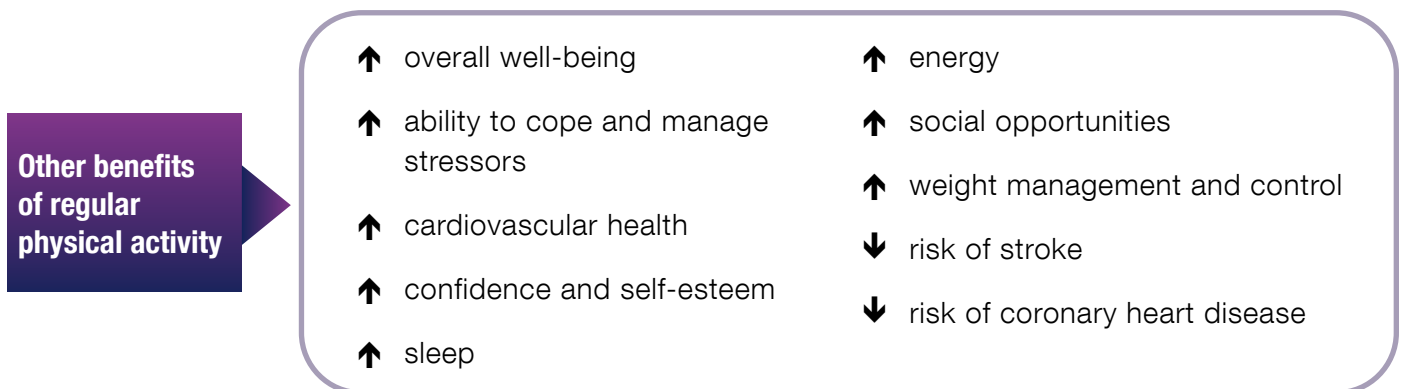 Other benefits
of regular
physical activity
↑ overall well-being
↑ ability to cope and manage
stressors
↑ cardiovascular health
↑ confidence and self-esteem
↑ sleep
↑ energy
↑ social opportunities
↑ weight management and control
↓ risk of stroke
↓ risk of coronary heart disease